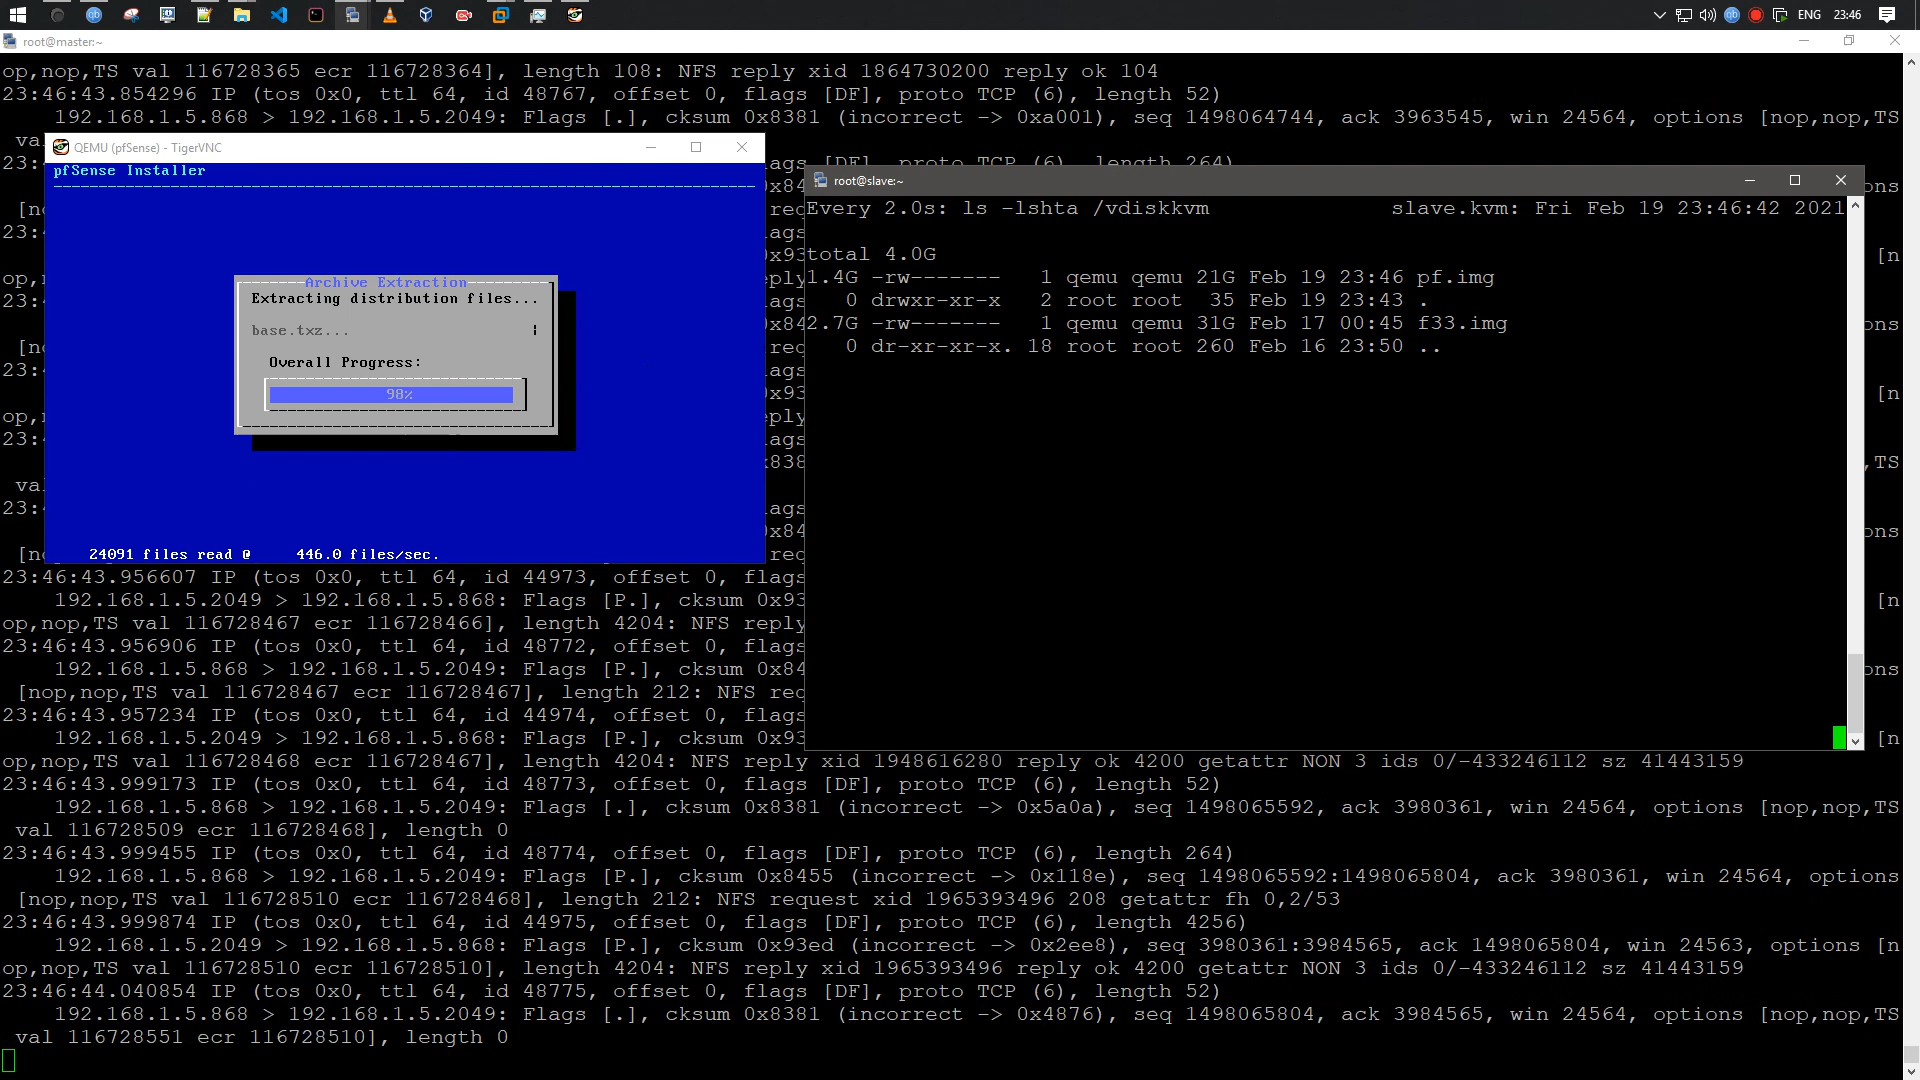 ENG 23:46
root@master:~
op,nop,TS val 116728365 ecr 116728364], length 108: NFS reply xid 1864730200 reply ok 104
23:46:43.854296 IP (tos 0x0, ttl 64, id 48767, offset 0, flags [DF], proto TCP (6), length 52)
192.168.1.5.868 > 192.168.1.5.2049: Flags [.], cksum 0x8381 (incorrect -> 0xa001), seq 1498064744, ack 3963545, win 24564, options [nop,nop,TS
QEMU (pfSense) - TigerVNC
pfSense Installer
Archive Extraction
Extracting distribution files...
base.txz...
Overall Progress:
98%
24091 files read @ 446.0 files/sec.
root@slave:~
Every 2.0s: ls -lshta /vdiskkvm slave.kvm: Fri Feb 19 23:46:42 2021
total 4.0G
1.4G -rw------- 1 qemu qemu 21G Feb 19 23:46 pf.img
0 drwxr-xr-x 2 root root 35 Feb 19 23:43 .
2.7G -rw------- 1 qemu qemu 31G Feb 17 00:45 f33.img
0 dr-xr-xr-x. 18 root root 260 Feb 16 23:50 ..
23:46:43.956607 IP (tos 0x0, ttl 64, id 44973, offset 0, flags
192.168.1.5.2049 > 192.168.1.5.868: Flags [P.], cksum 0x93 [n
op,nop,TS val 116728467 ecr 116728466], length 4204: NFS reply
23:46:43.956906 IP (tos 0x0, ttl 64, id 48772, offset 0, flags
192.168.1.5.868 > 192.168.1.5.2049: Flags [P.], cksum 0x84 ons
[nop,nop,TS val 116728467 ecr 116728467], length 212: NFS req
23:46:43.957234 IP (tos 0x0, ttl 64, id 44974, offset 0, flags
192.168.1.5.2049 > 192.168.1.5.868: Flags [P.], cksum 0x93 [n
op,nop,TS val 116728468 ecr 116728467], length 4204: NFS reply xid 1948616280 reply ok 4200 getattr NON 3 ids 0/-433246112 sz 41443159
23:46:43.999173 IP (tos 0x0, ttl 64, id 48773, offset 0, flags [DF], proto TCP (6), length 52)
192.168.1.5.868 > 192.168.1.5.2049: Flags [.], cksum 0x8381 (incorrect -> 0x5a0a), seq 1498065592, ack 3980361, win 24564, options [nop,nop,TS
val 116728509 ecr 116728468], length 0
23:46:43.999455 IP (tos 0x0, ttl 64, id 48774, offset 0, flags [DF], proto TCP (6), length 264)
192.168.1.5.868 > 192.168.1.5.2049: Flags [P.], cksum 0x8455 (incorrect -> 0x118e), seq 1498065592:1498065804, ack 3980361, win 24564, options
[nop,nop,TS val 116728510 ecr 116728468], length 212: NFS request xid 1965393496 208 getattr fh 0,2/53
23:46:43.999874 IP (tos 0x0, ttl 64, id 44975, offset 0, flags [DF], proto TCP (6), length 4256)
192.168.1.5.2049 > 192.168.1.5.868: Flags [P.], cksum 0x93ed (incorrect -> 0x2ee8), seq 3980361:3984565, ack 1498065804, win 24563, options [n
op,nop,TS val 116728510 ecr 116728510], length 4204: NFS reply xid 1965393496 reply ok 4200 getattr NON 3 ids 0/-433246112 sz 41443159
23:46:44.040854 IP (tos 0x0, ttl 64, id 48775, offset 0, flags [DF], proto TCP (6), length 52)
192.168.1.5.868 > 192.168.1.5.2049: Flags [.], cksum 0x8381 (incorrect -> 0x4876), seq 1498065804, ack 3984565, win 24564, options [nop,nop,TS
val 116728551 ecr 116728510], length 0